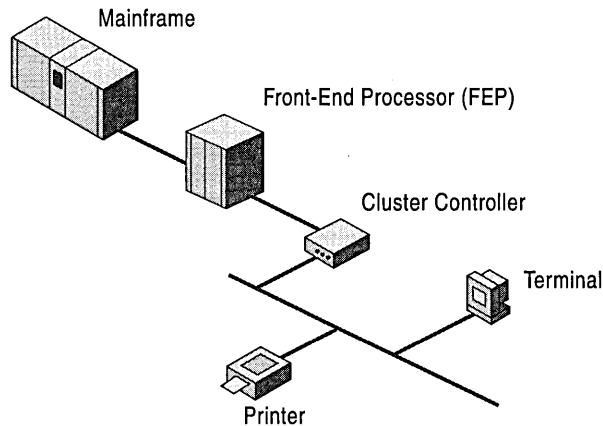 Mainframe
Front-End Processor (FEP)
Cluster Controller
Terminal
Printer